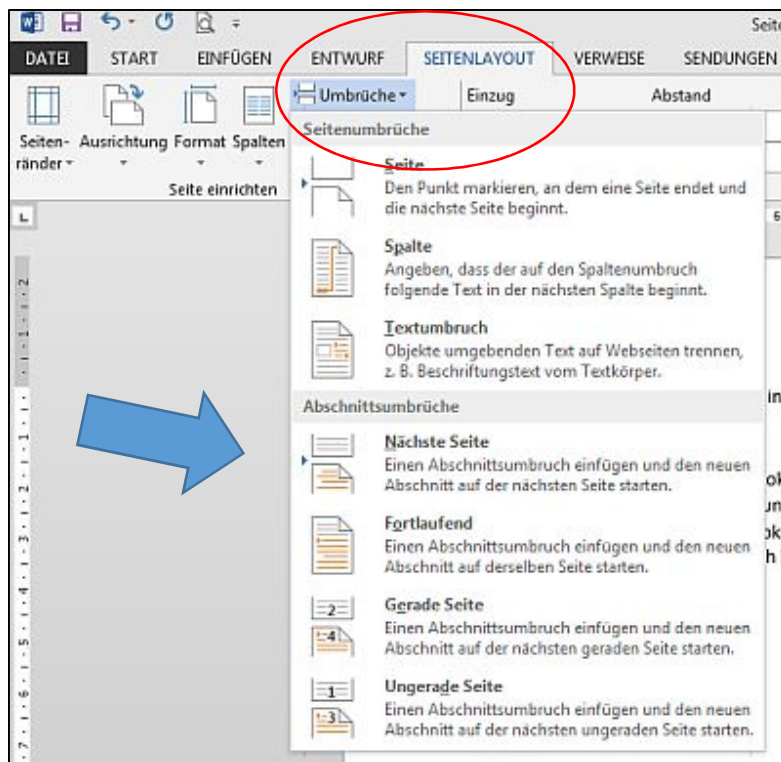 Seite
DATEI START EINFÜGEN ENTWURF SEITENLAYOUT VERWEISE SENDUNGEN
Seiten-
ränder
Ausrichtung Format Spalten
Umbrüche Einzug Abstand
Seite einrichten
Seitenumbrüche
Seite
Den Punkt markieren, an dem eine Seite endet und
die nächste Seite beginnt.
Spalte
Angeben, dass der auf den Spaltenumbruch
folgende Text in der nächsten Spalte beginnt.
Textumbruch
Objekte umgebenden Text auf Webseiten trennen,
z. B. Beschriftungstext vom Textkörper.
Abschnittsumbrüche
Nächste Seite
Einen Abschnittsumbruch einfügen und den neuen
Abschnitt auf der nächsten Seite starten.
Fortlaufend
Einen Abschnittsumbruch einfügen und den neuen
Abschnitt auf derselben Seite starten.
Gerade Seite
Einen Abschnittsumbruch einfügen und den neuen
Abschnitt auf der nächsten geraden Seite starten.
Ungerade Seite
Einen Abschnittsumbruch einfügen und den neuen
Abschnitt auf der nächsten ungeraden Seite starten.